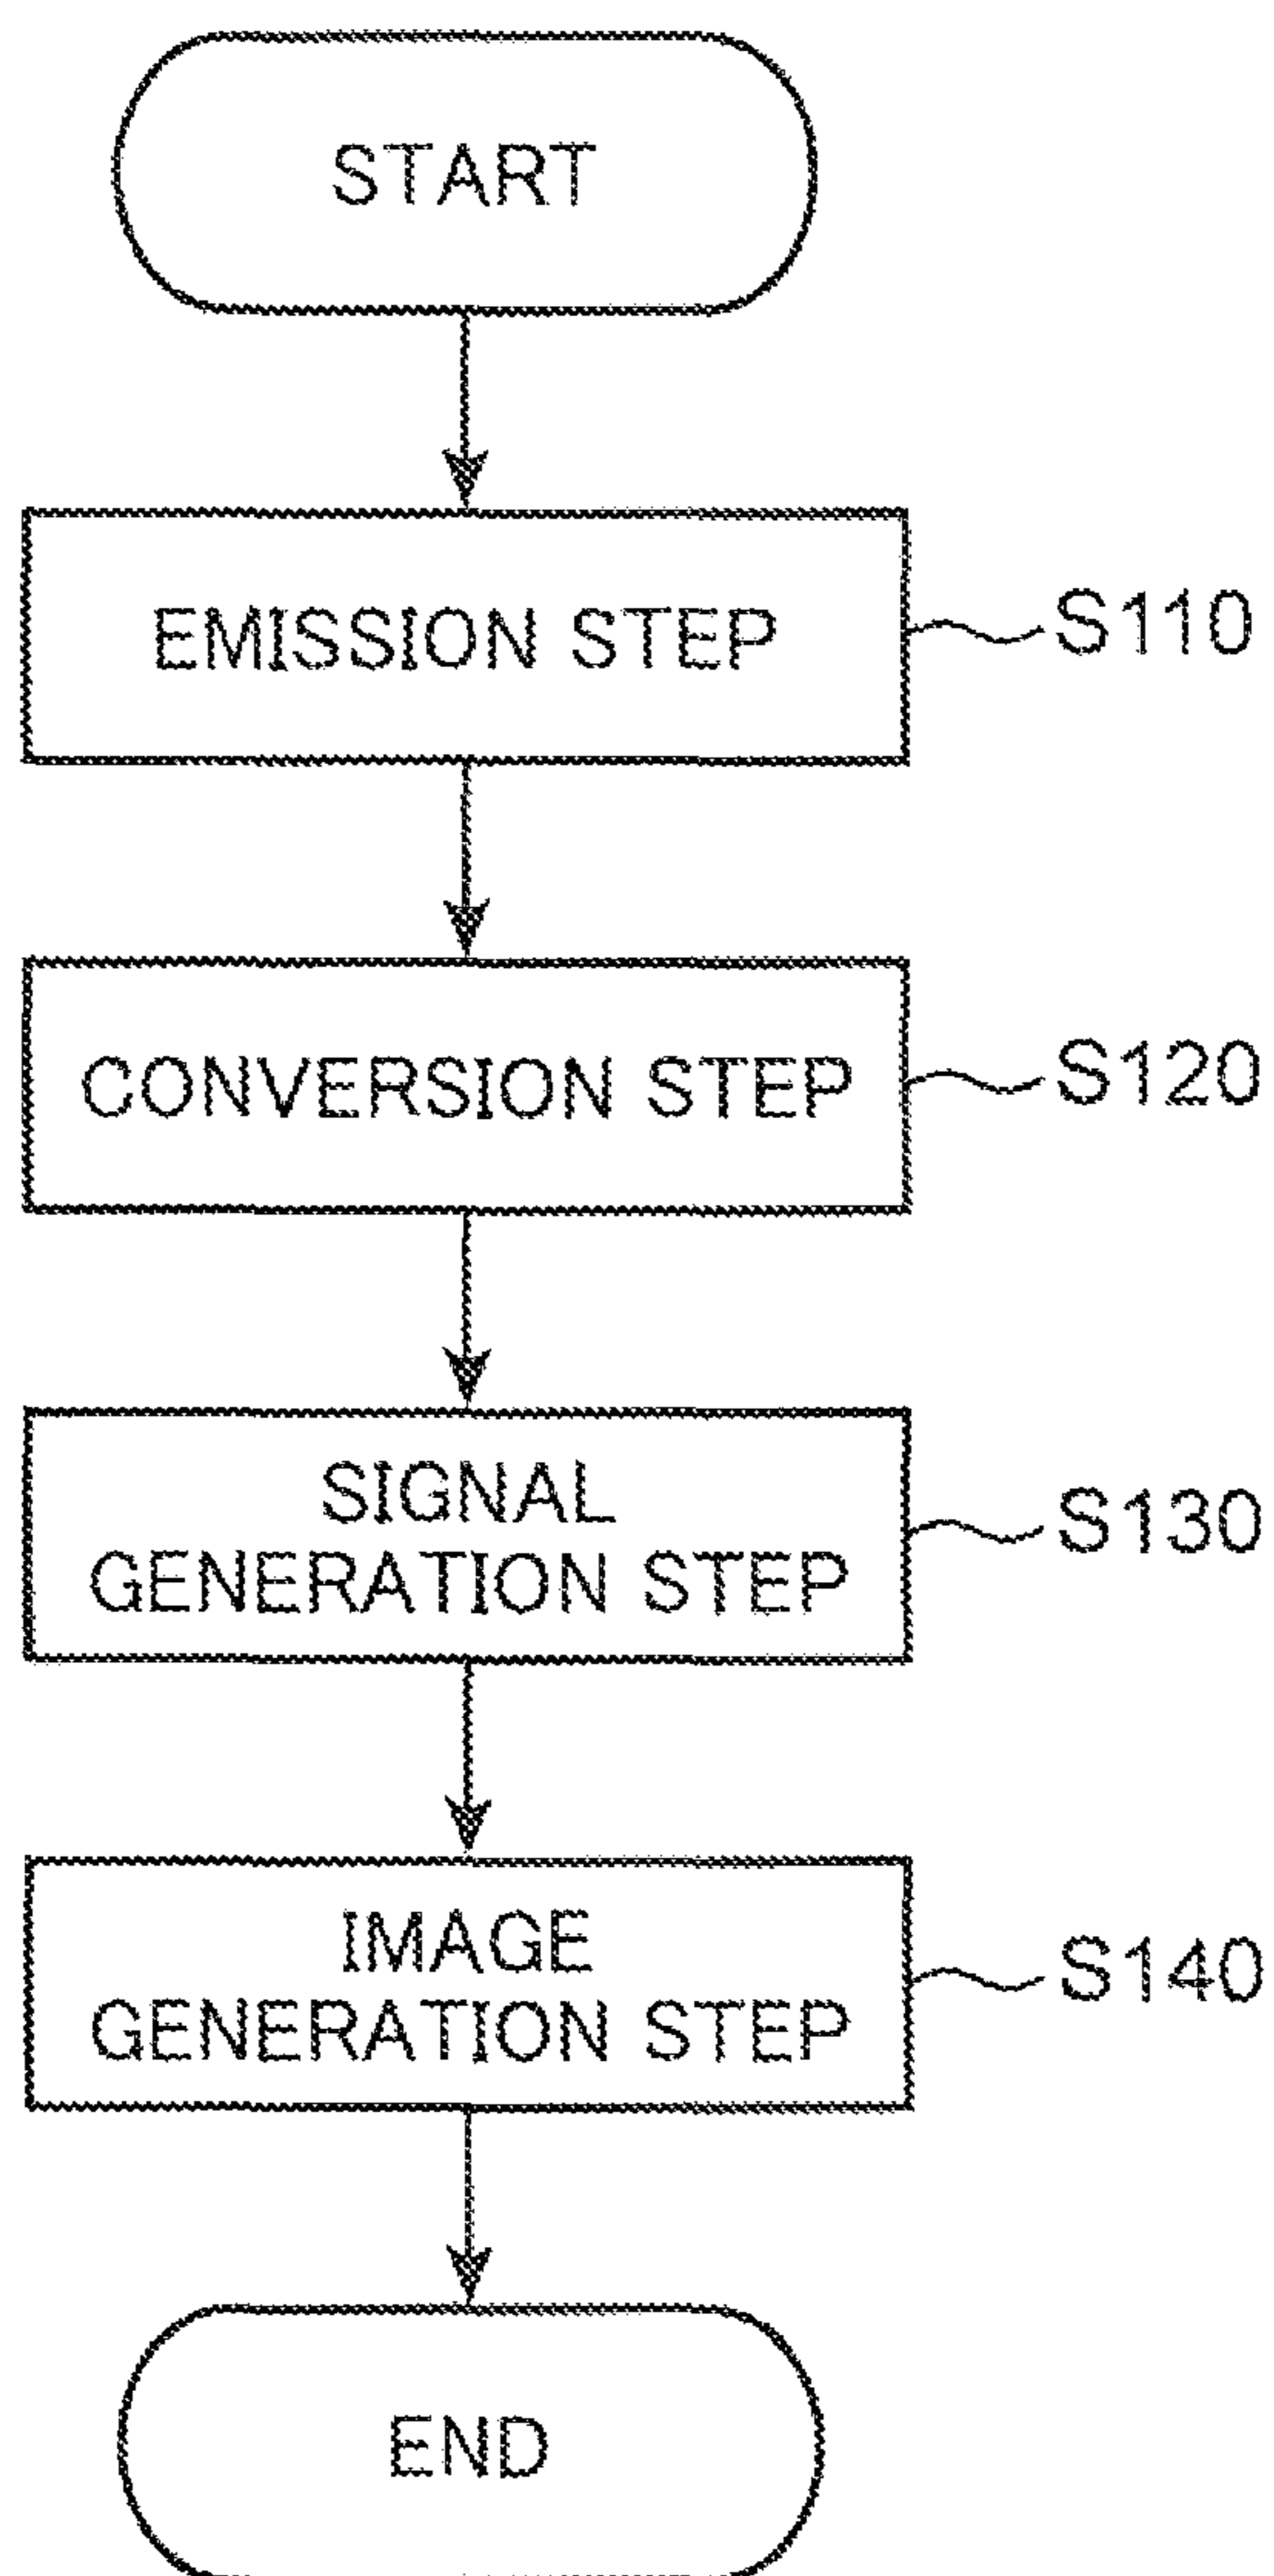 START
EMISSION STEP
S110
CONVERSION STEP
S120
SIGNAL
GENERATION STEP
S130
IMAGE
GENERATION STEP
S140
END